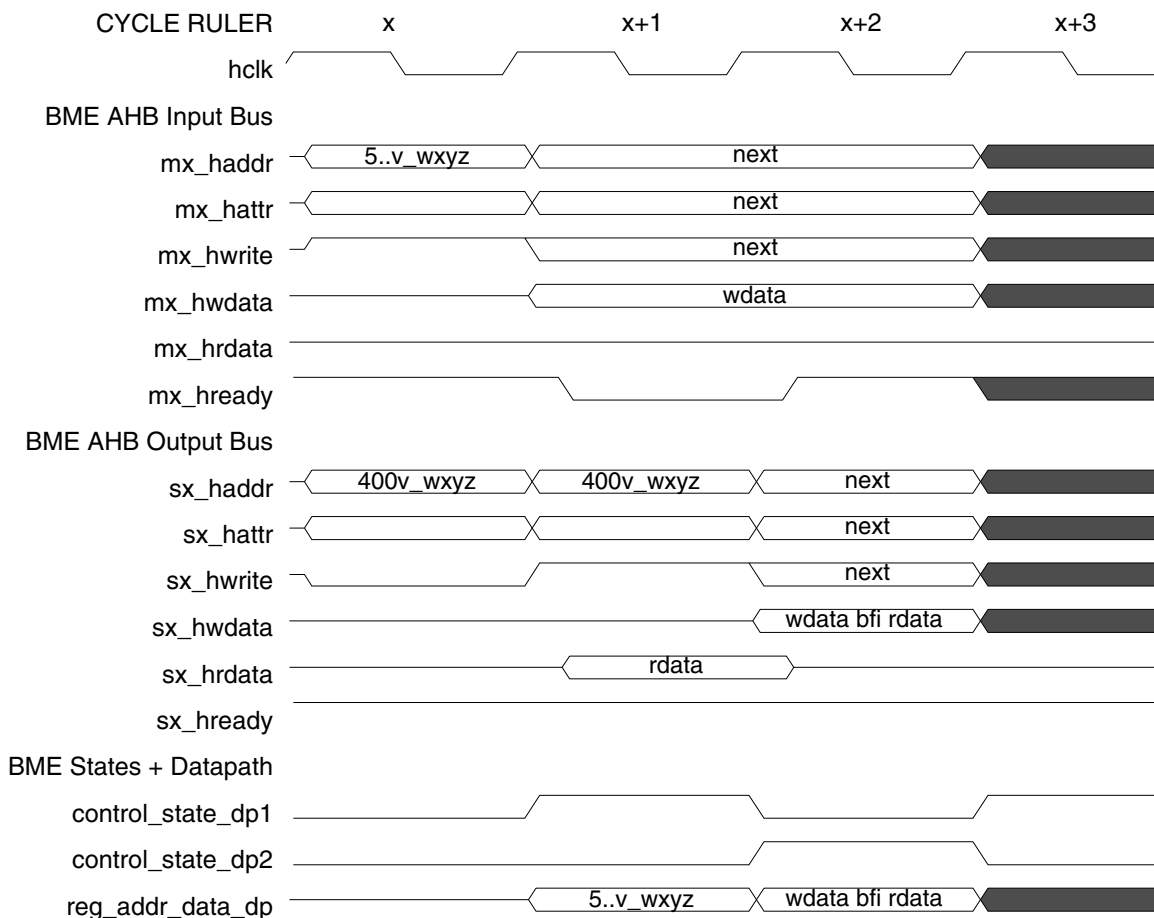 CYCLE RULER x x+1 x+2 x+3
hclk
BME AHB Input Bus
mx_haddr 5..v_wxyz next
mx_hattr next
mx_hwrite next
mx_hwdata wdata
mx_hrdata
mx_hready
BME AHB Output Bus
sx_haddr 400v_wxyz 400v_wxyz next
sx_hattr next
sx_hwrite next
sx_hwdata wdata bfi rdata
sx_hrdata rdata
sx_hready
BME States + Datapath
control_state_dp1
control_state_dp2
reg_addr_data_dp 5..v_wxyz wdata bfi rdata